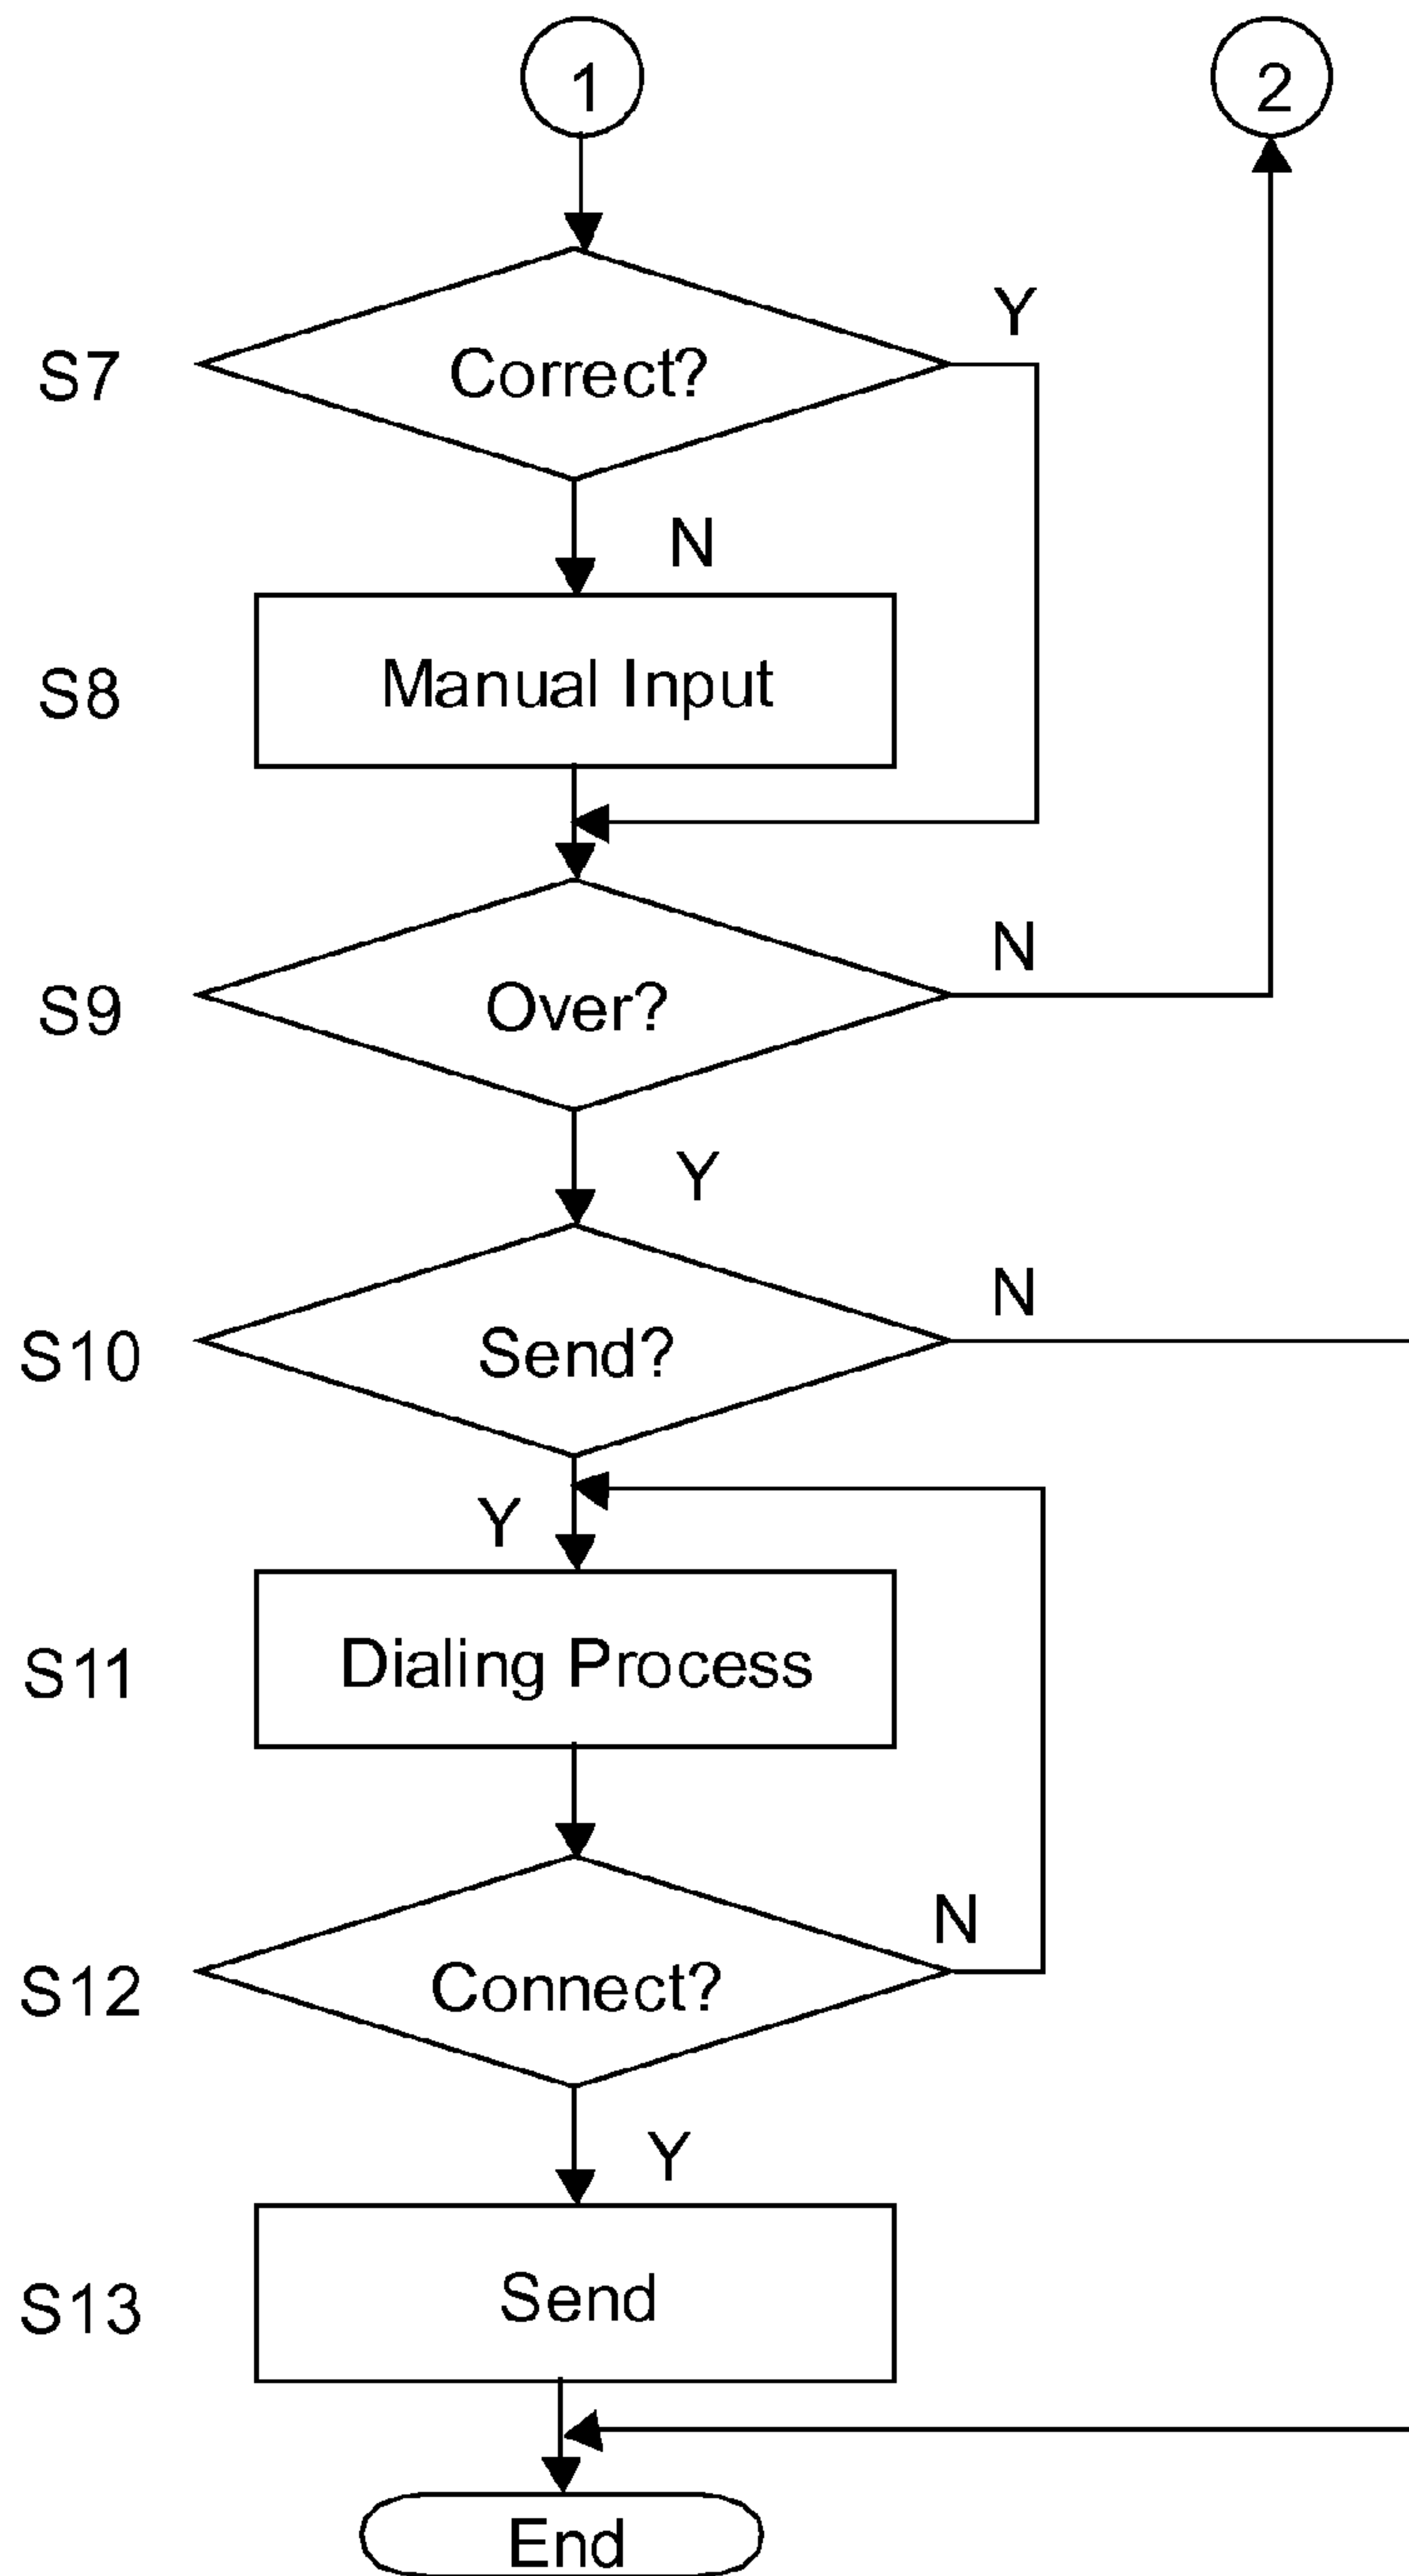 1
2
Y
S7
Correct?
N
S8
Manual Input
N
S9
Over?
Y
N
S10
Send?
Y
S11
Dialing Process
N
S12
Connect?
Y
S13
Send
End